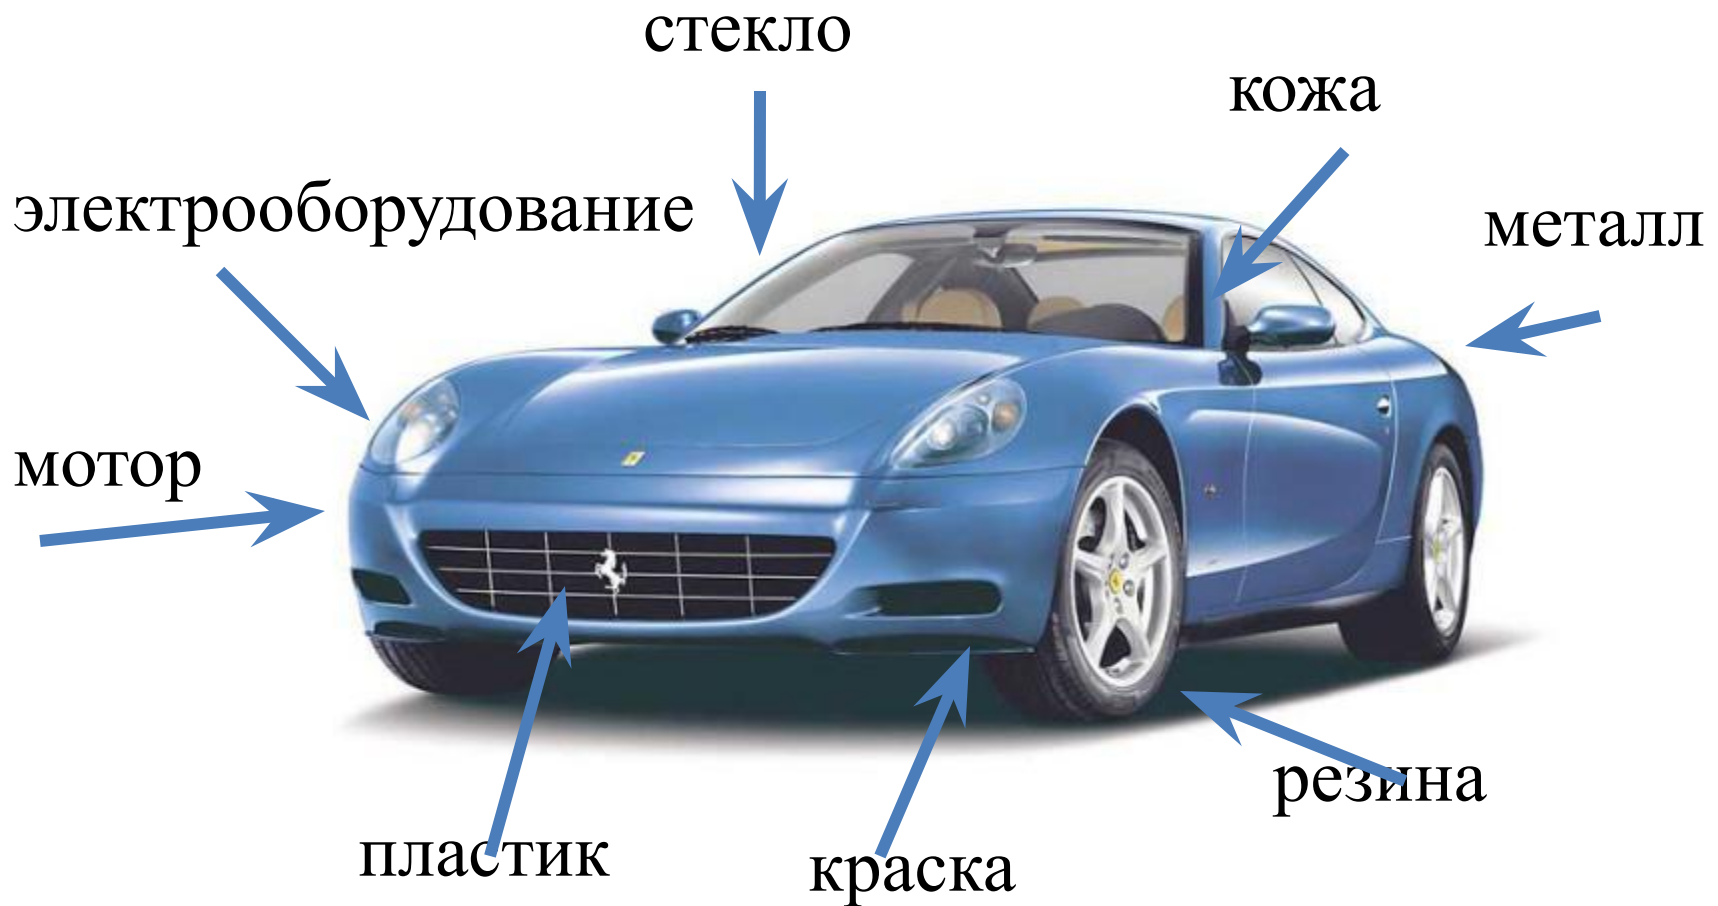 стекло
кожа
электрооборудование
металл
мотор
резина
пластик
краска